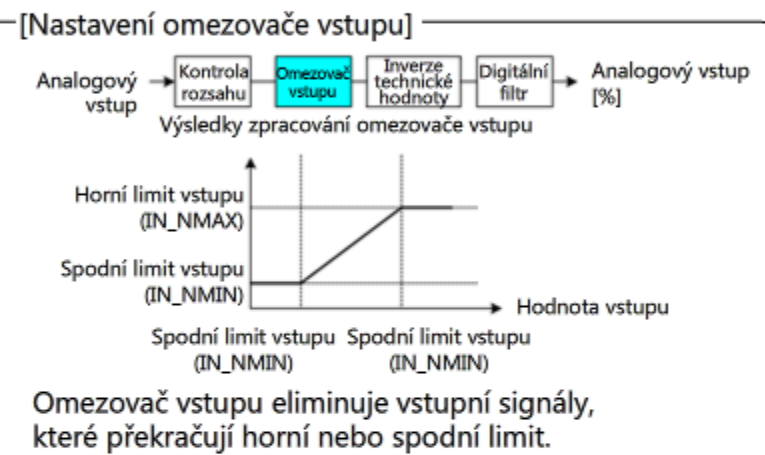 [Nastavení omezovače vstupu]
Analogový
vstup
Kontrola
rozsahu
Omezovač
vstupu
Inverze
technické
hodnoty
Digitální
filtr
Analogový vstup
[%]
Výsledky zpracování omezovače vstupu
Horní limit vstupu
(IN_NMAX)
Spodní limit vstupu
(IN_NMIN)
Hodnota vstupu
Spodní limit vstupu
(IN_NMIN)
Spodní limit vstupu
(IN_NMIN)
Omezovač vstupu eliminuje vstupní signály,
které překračují horní nebo spodní limit.